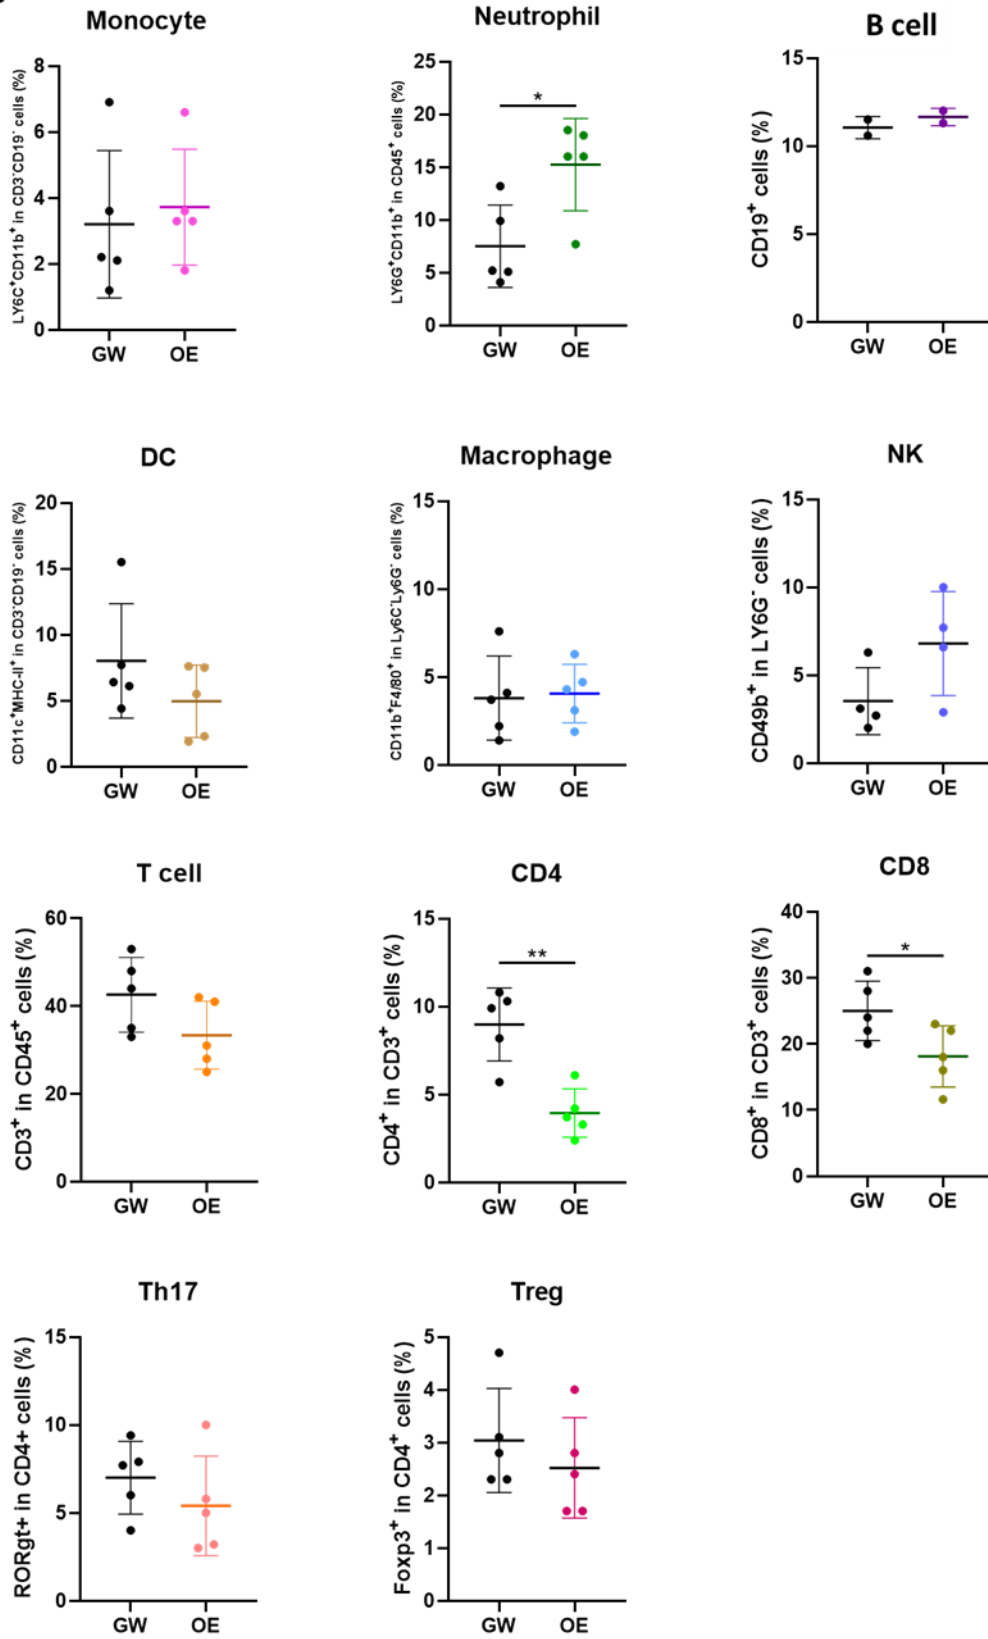 Monocyte
LY6C+CD11b+ in CD3-CD19- cells (%)
8
6
4
2
0
GW OE
Neutrophil
LY6G+CD11b+ in CD45+ cells (%)
25
20
15
10
5
0
*
GW OE
B cell
CD19+ cells (%)
15
10
5
0
GW OE
DC
CD11c+MHC-II+ in CD3-CD19- cells (%)
20
15
10
5
0
GW OE
Macrophage
CD11b+F4/80+ in Ly6C-Ly6G- cells (%)
15
10
5
0
GW OE
NK
CD49b+ in LY6G- cells (%)
15
10
5
0
GW OE
T cell
CD3+ in CD45+ cells (%)
60
40
20
0
GW OE
CD4
CD4+ in CD3+ cells (%)
15
10
5
0
**
GW OE
CD8
CD8+ in CD3+ cells (%)
40
30
20
10
0
*
GW OE
Th17
RORgt+ in CD4+ cells (%)
15
10
5
0
GW OE
Treg
Foxp3+ in CD4+ cells (%)
5
4
3
2
1
0
GW OE